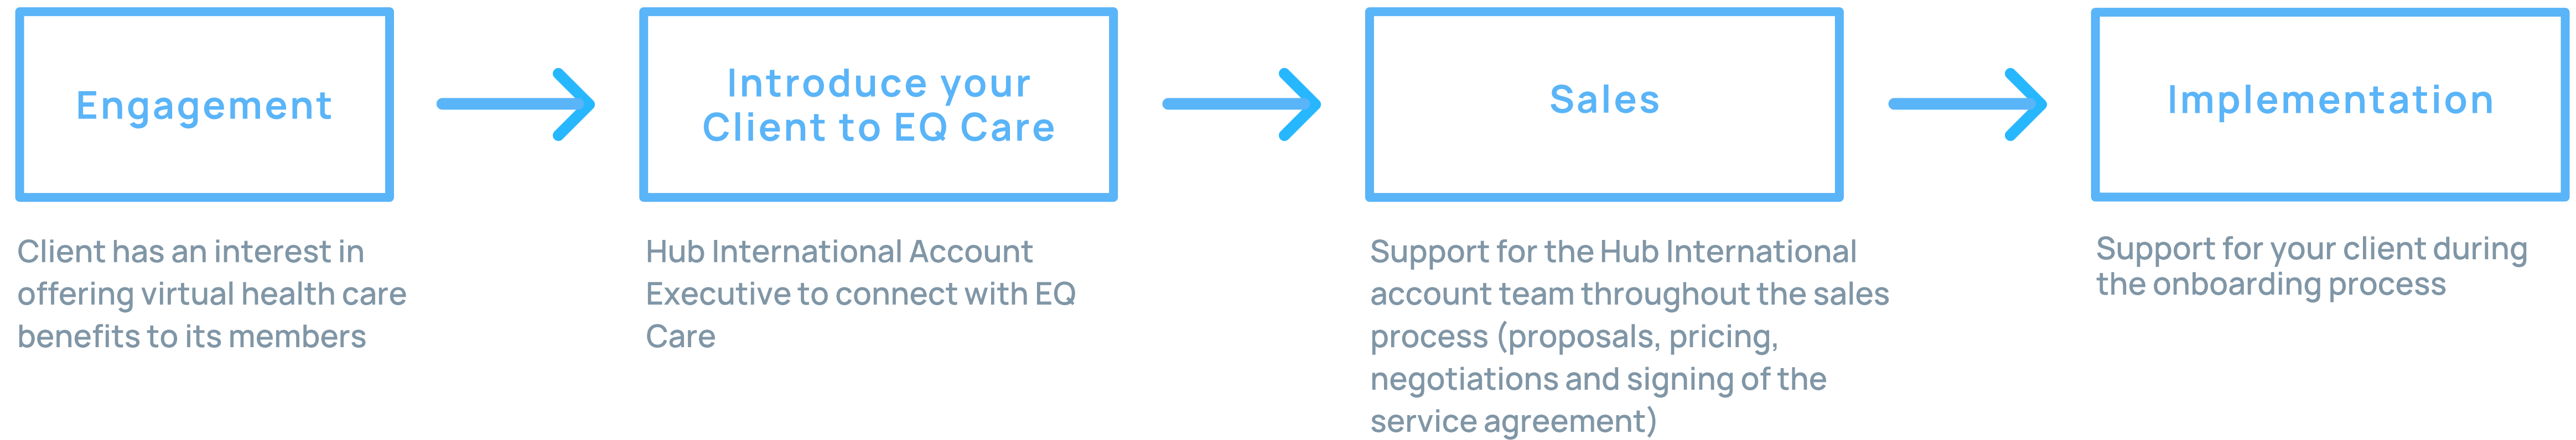 Engagement
Client has an interest in
offering virtual health care
benefits to its members
Introduce your
Client to EQ Care
Hub International Account
Executive to connect with EQ
Care
Sales
Support for the Hub International
account team throughout the sales
process (proposals, pricing,
negotiations and signing of the
service agreement)
Implementation
Support for your client during
the onboarding process